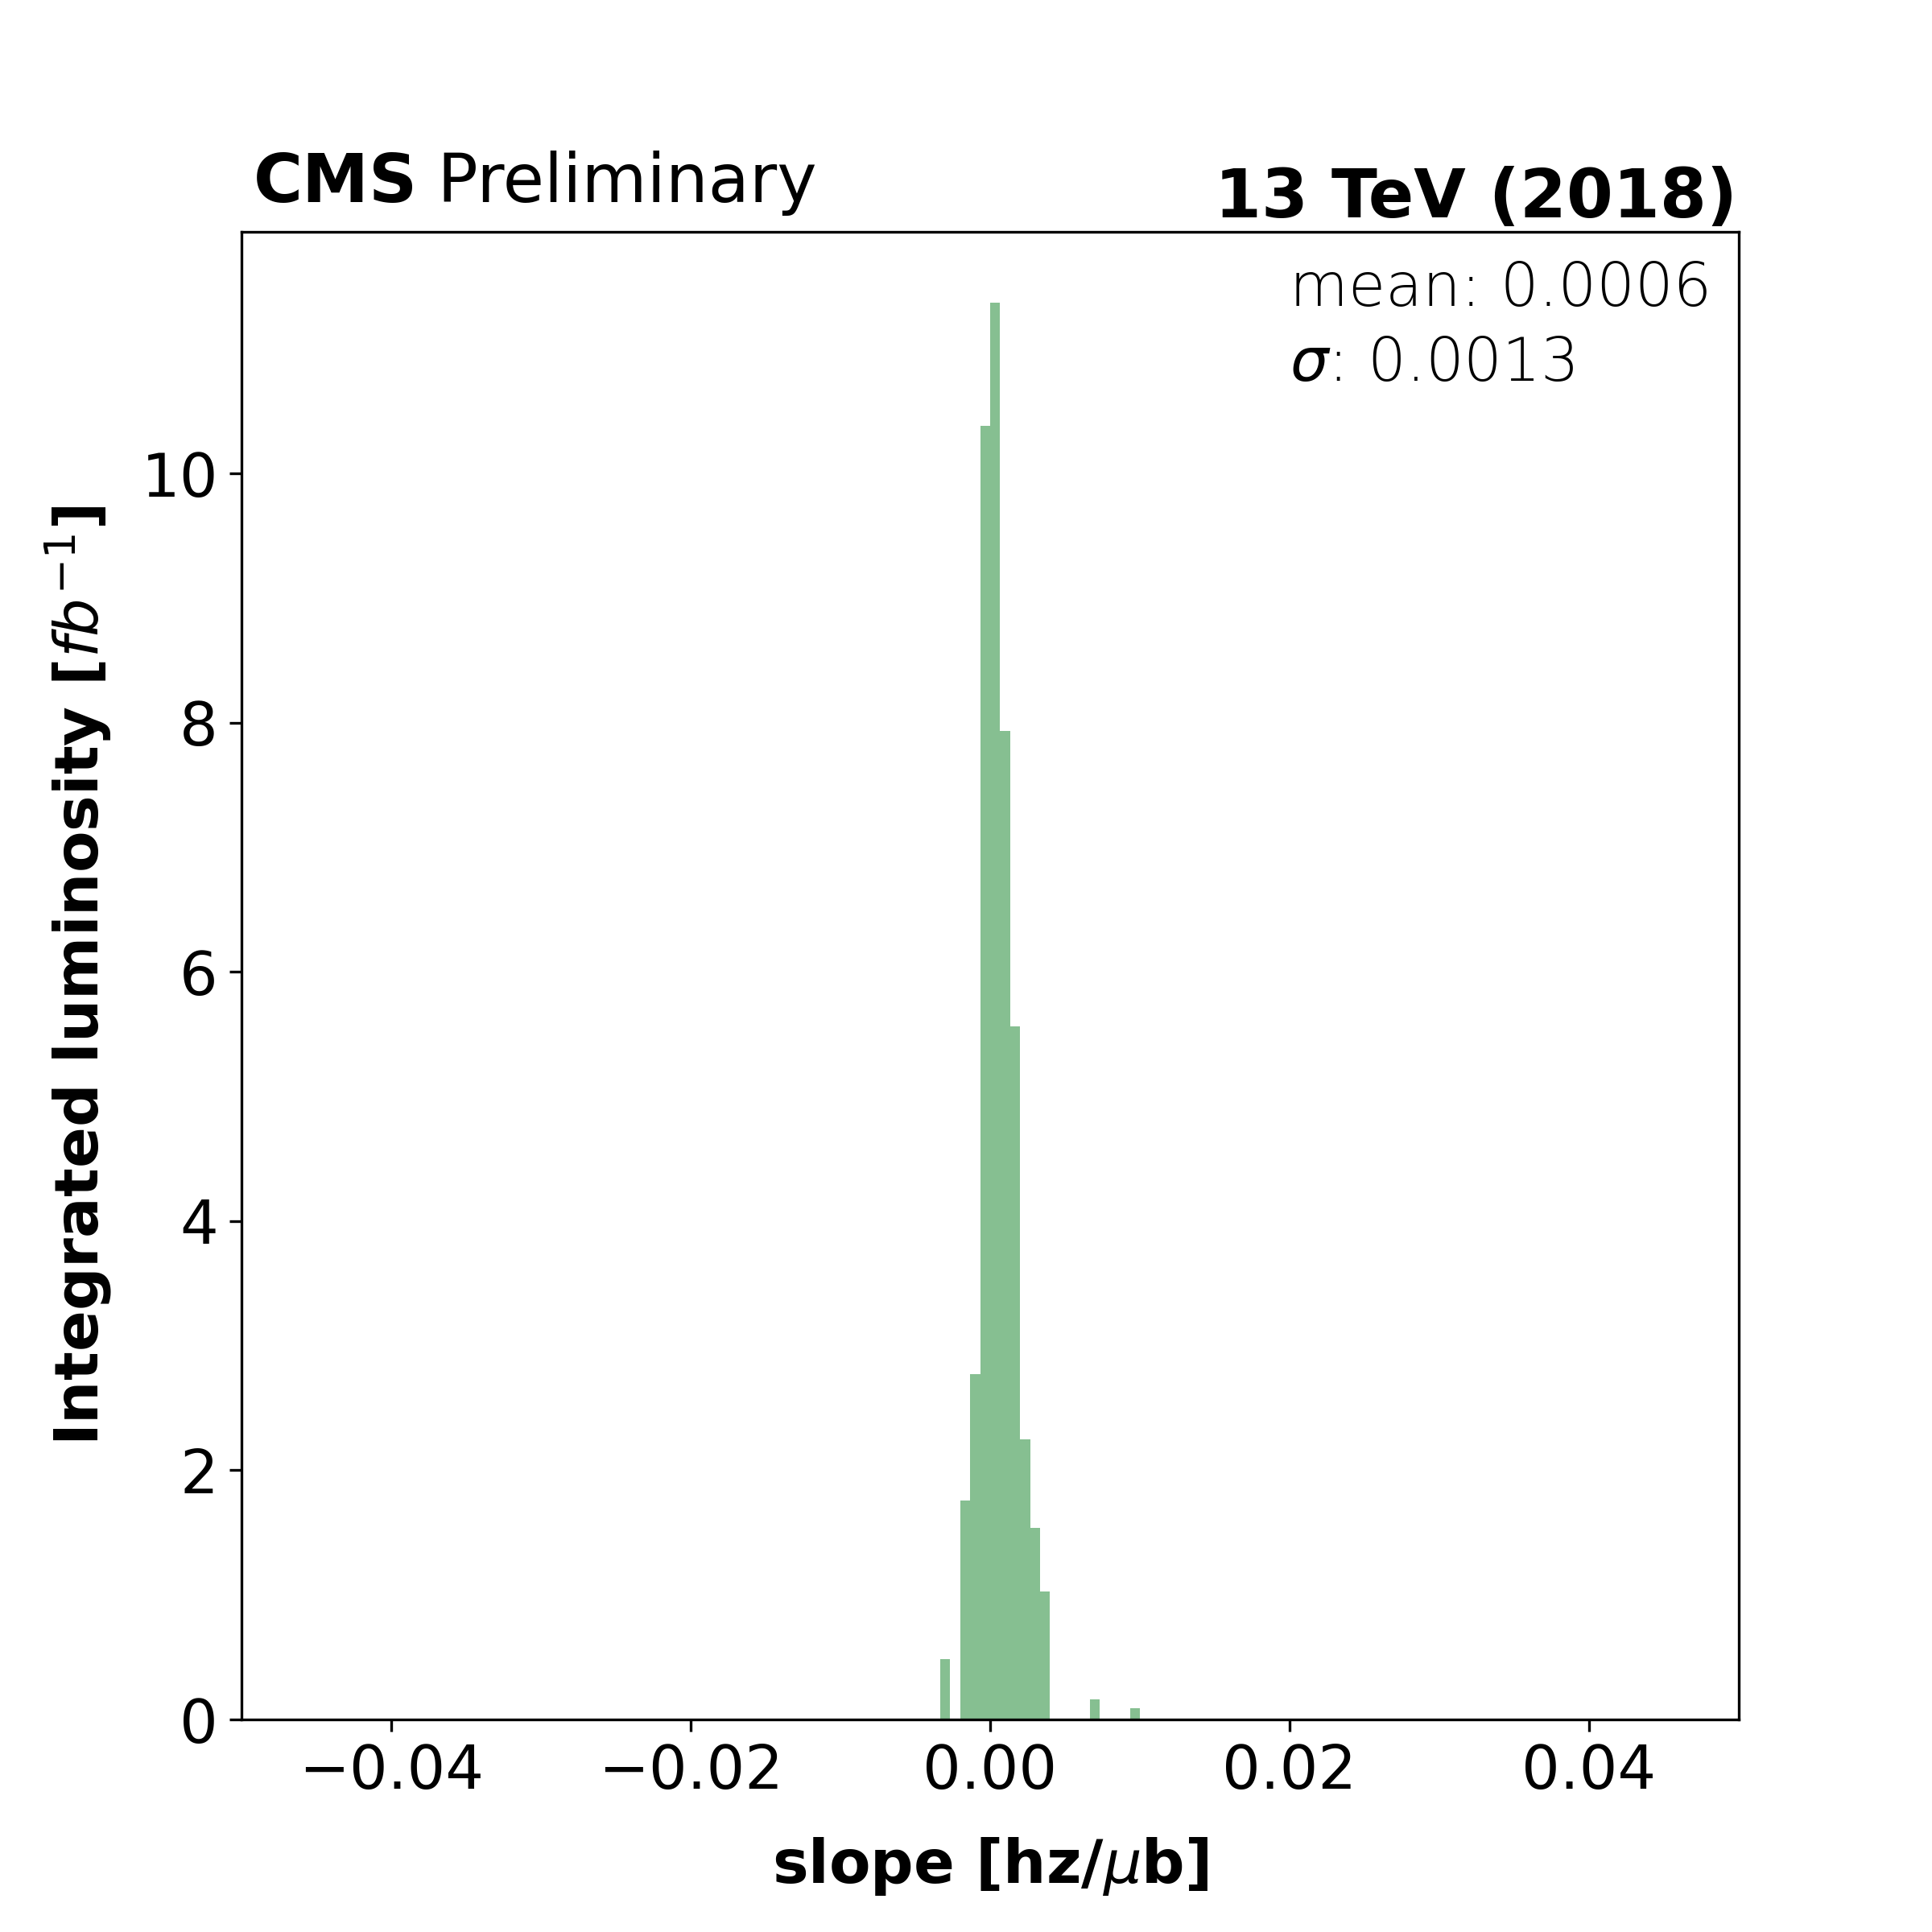 CMS Preliminary
13 TeV (2018)
mean: 0.0006
σ: 0.0013
Integrated luminosity [fb⁻¹]
10
8
6
4
2
0
−0.04 −0.02 0.00 0.02 0.04
slope [hz/μb]